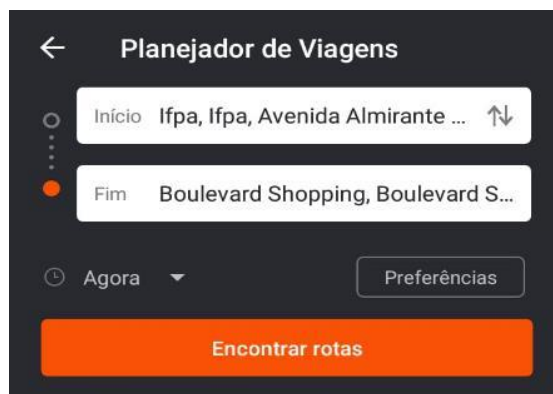 Planejador de Viagens
Início Ifpa, Ifpa, Avenida Almirante ...
Fim Boulevard Shopping, Boulevard S...
Agora
Preferências
Encontrar rotas